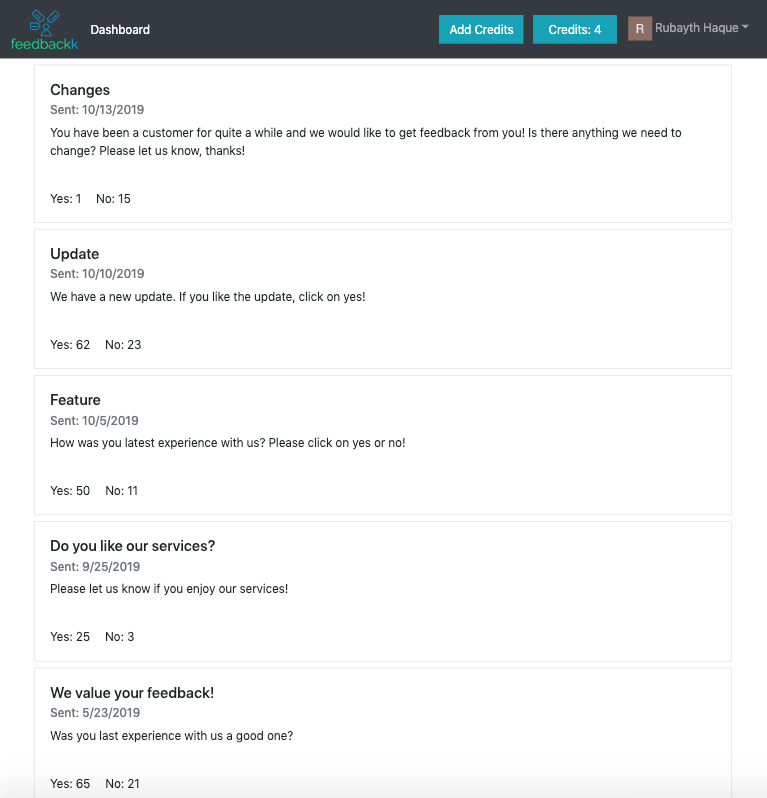 feedbackk
Dashboard
Add Credits
Credits: 4
R
Rubayth Haque
Changes
Sent: 10/13/2019
You have been a customer for quite a while and we would like to get feedback from you! Is there anything we need to
change? Please let us know, thanks!
Yes: 1 No: 15
Update
Sent: 10/10/2019
We have a new update. If you like the update, click on yes!
Yes: 62 No: 23
Feature
Sent: 10/5/2019
How was you latest experience with us? Please click on yes or no!
Yes: 50 No: 11
Do you like our services?
Sent: 9/25/2019
Please let us know if you enjoy our services!
Yes: 25 No: 3
We value your feedback!
Sent: 5/23/2019
Was you last experience with us a good one?
Yes: 65 No: 21